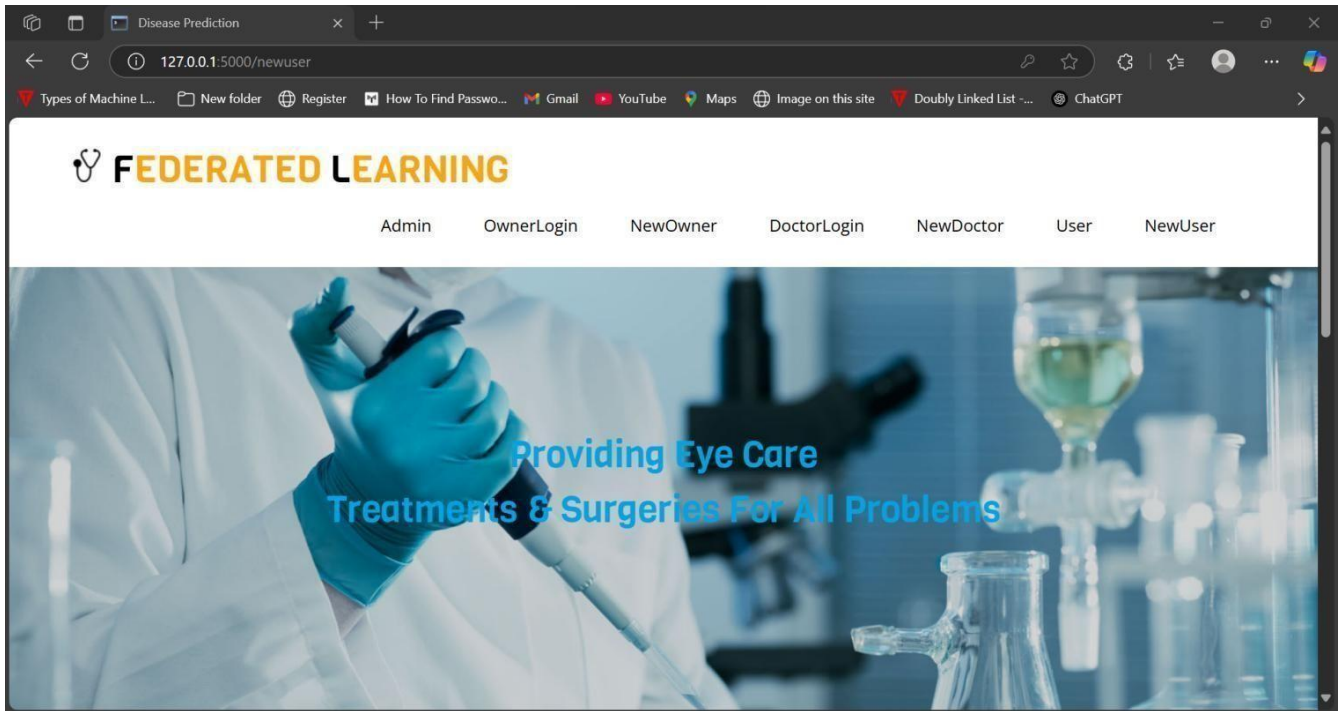 Disease Prediction
127.0.0.1:5000/newuser
Types of Machine L... New folder Register How To Find Passwo... Gmail YouTube Maps Image on this site Doubly Linked List -... ChatGPT
FEDERATED LEARNING
Admin OwnerLogin NewOwner DoctorLogin NewDoctor User NewUser
Providing Eye Care
Treatments & Surgeries For All Problems